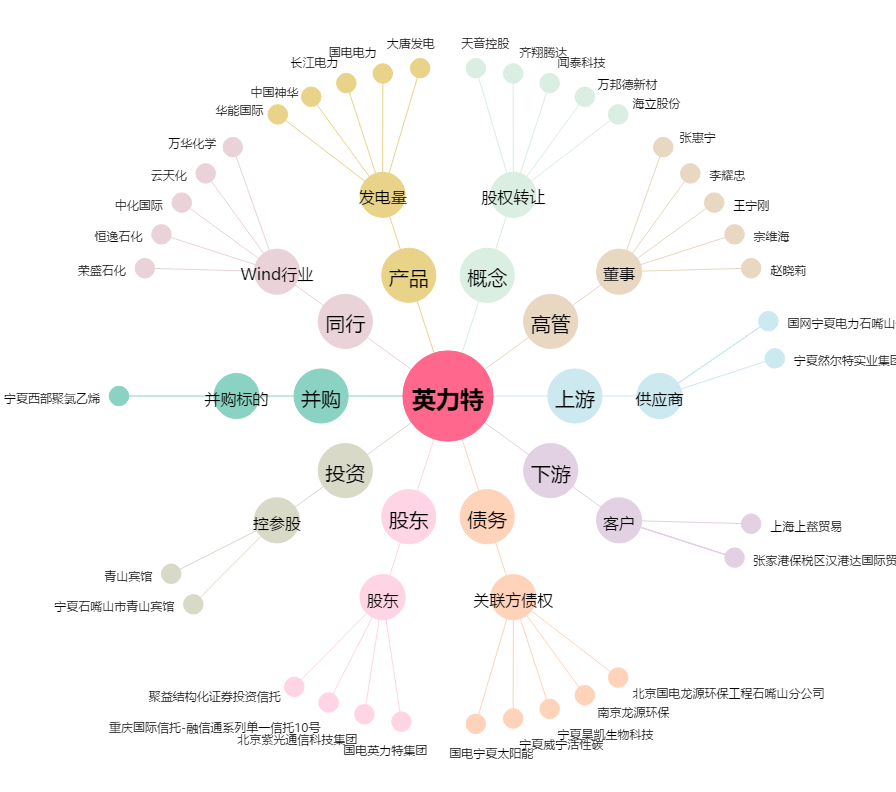 大唐发电
国电电力
长江电力
中国神华
华能国际
发电量
产品
天音控股
齐翔腾达
闻泰科技
万邦德新材
海立股份
股权转让
概念
万华化学
云天化
中化国际
恒逸石化
荣盛石化
Wind行业
同行
张惠宁
李耀忠
王宁刚
宗维海
赵晓莉
董事
高管
国网宁夏电力石嘴山
宁夏然尔特实业集团
供应商
上游
英力特
并购
并购标的
宁夏西部聚氯乙烯
投资
控参股
青山宾馆
宁夏石嘴山市青山宾馆
下游
客户
上海上蔠贸易
张家港保税区汉港达国际贸
股东
股东
聚益结构化证券投资信托
重庆国际信托-融信通系列单一信托10号
北京紫光通信科技集团
国电英力特集团
债务
关联方债权
北京国电龙源环保工程石嘴山分公司
南京龙源环保
宁夏昊凯生物科技
宁夏威宁活性碳
国电宁夏太阳能